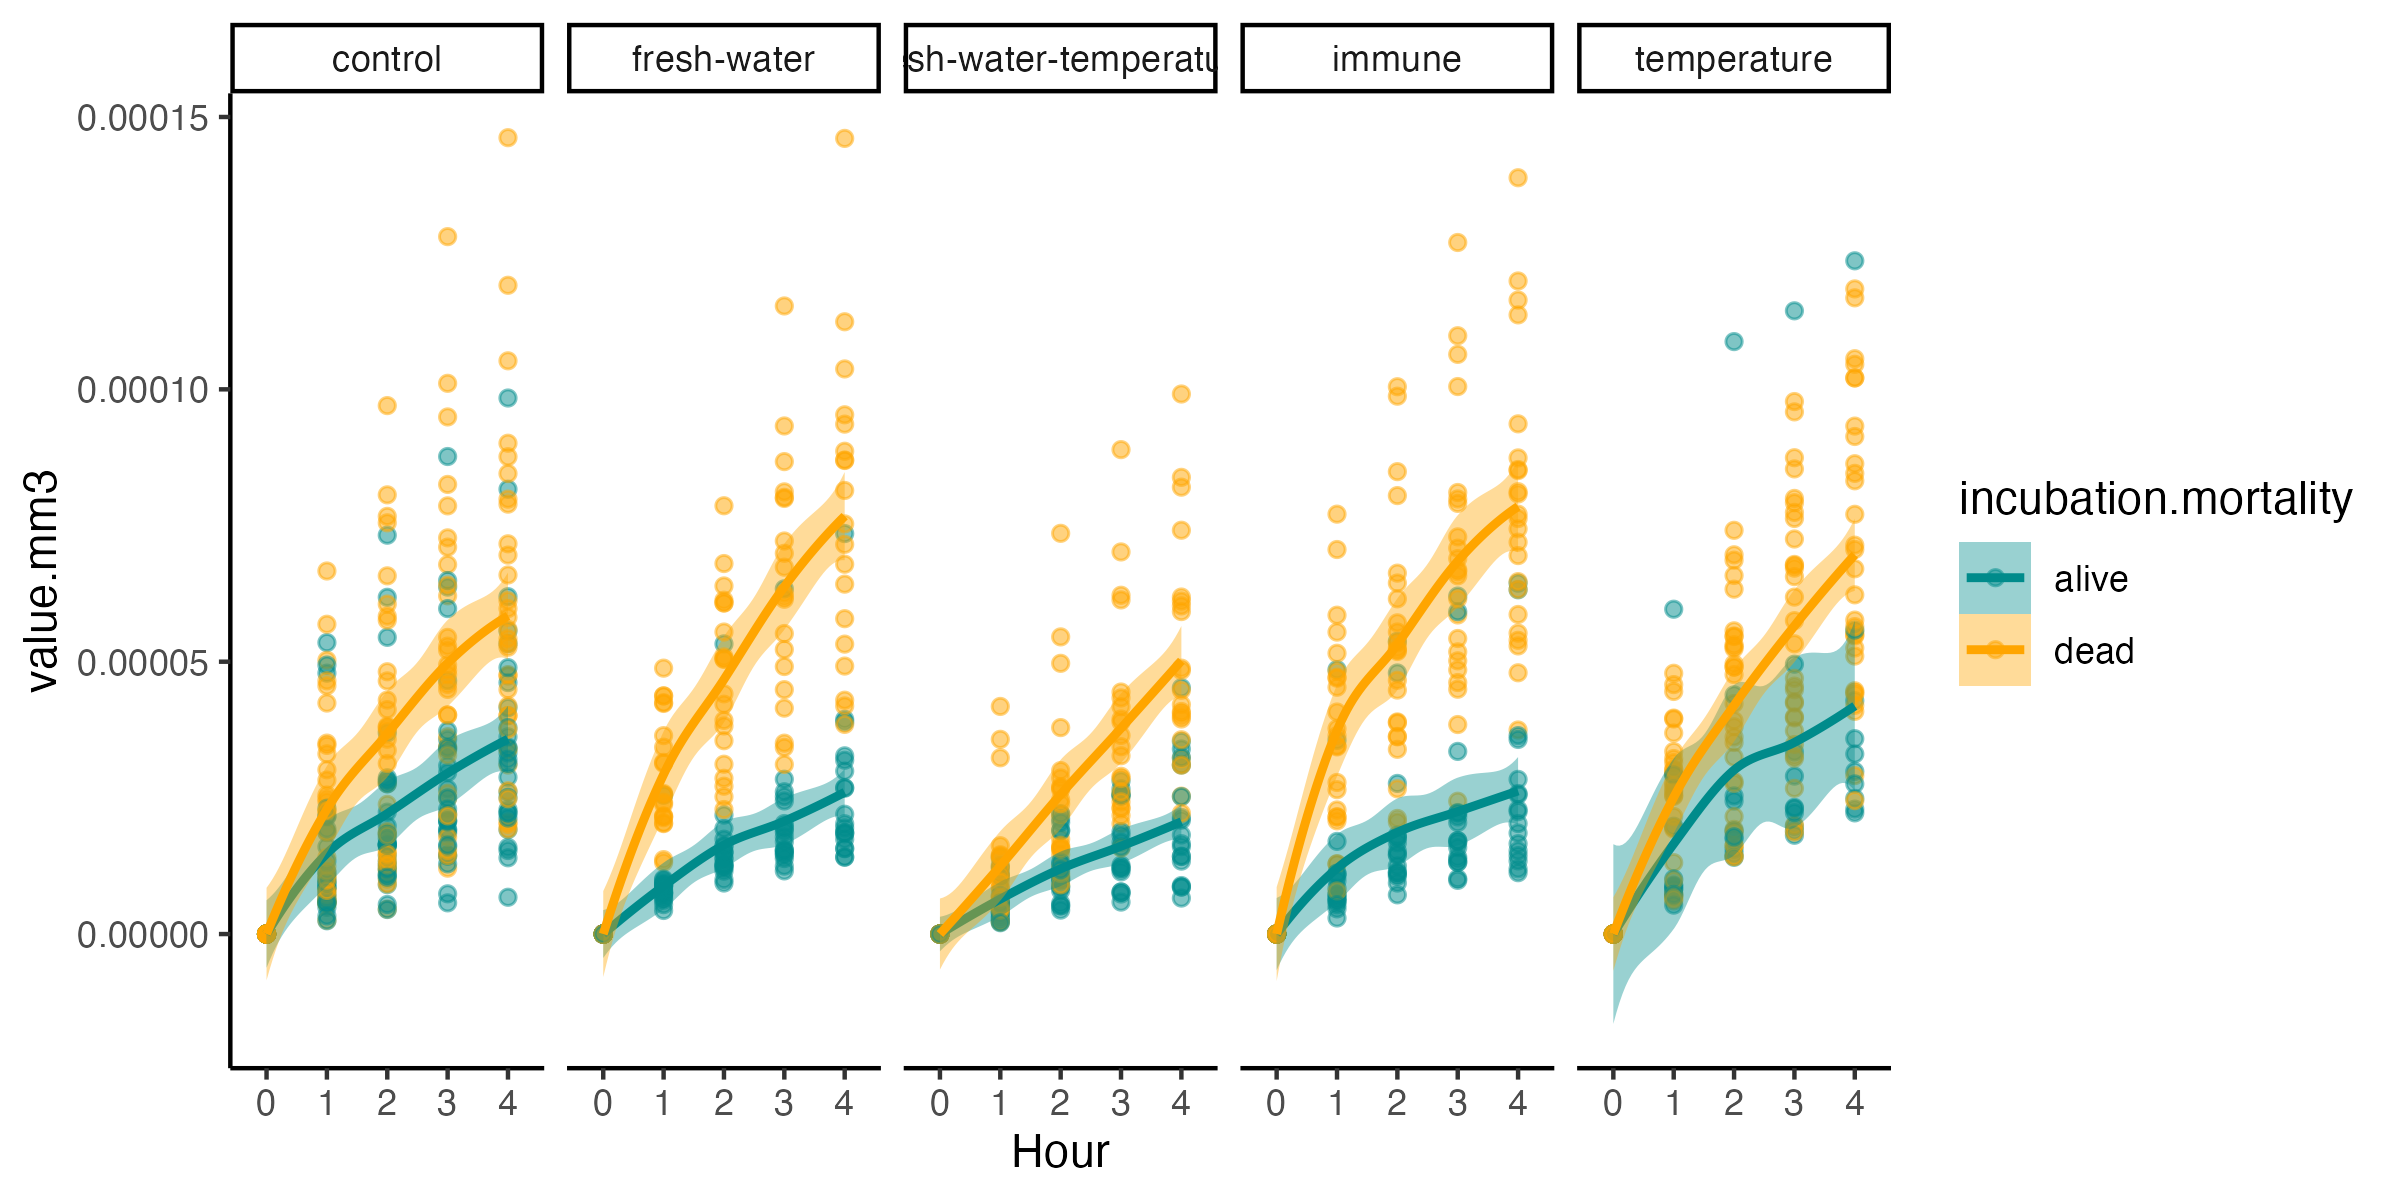 control
fresh-water
sh-water-temperatu
immune
temperature
0.00015
0.00010
0.00005
0.00000
value.mm3
0 1 2 3 4
0 1 2 3 4
0 1 2 3 4
0 1 2 3 4
0 1 2 3 4
Hour
incubation.mortality
alive
dead